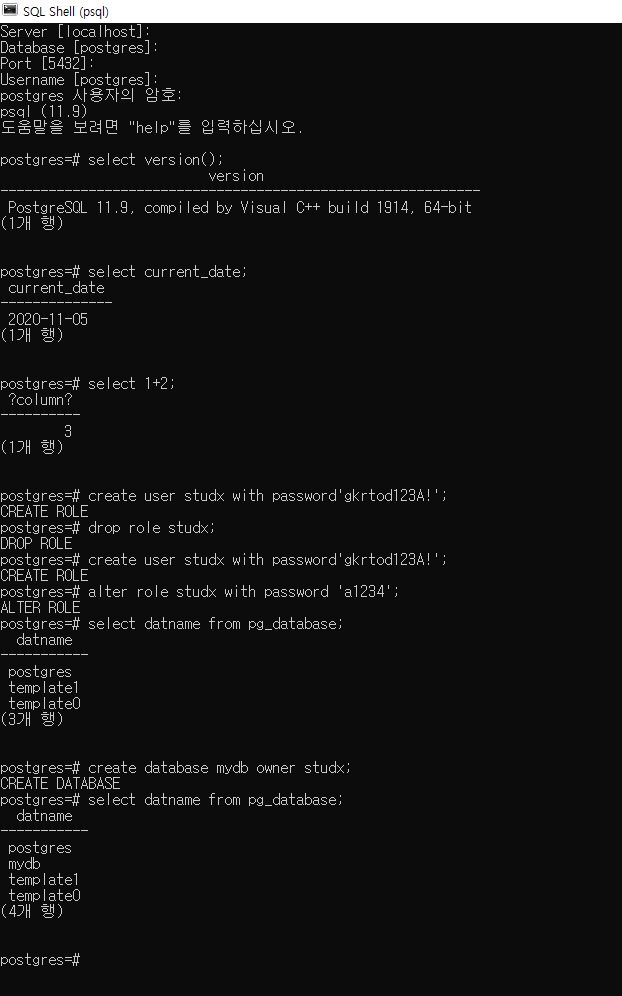 SQL Shell (psql)
Server [localhost]:
Database [postgres]:
Port [5432]:
Username [postgres]:
postgres 사용자의 암호:
psql (11.9)
도움말을 보려면 "help"를 입력하십시오.
postgres=# select version();
version
------------------------------------------------------------
PostgreSQL 11.9, compiled by Visual C++ build 1914, 64-bit
(1개 행)
postgres=# select current_date;
current_date
--------------
2020-11-05
(1개 행)
postgres=# select 1+2;
?column?
----------
3
(1개 행)
postgres=# create user studx with password'gkrtod123A!';
CREATE ROLE
postgres=# drop role studx;
DROP ROLE
postgres=# create user studx with password'gkrtod123A!';
CREATE ROLE
postgres=# alter role studx with password 'a1234';
ALTER ROLE
postgres=# select datname from pg_database;
datname
-----------
postgres
template1
template0
(3개 행)
postgres=# create database mydb owner studx;
CREATE DATABASE
postgres=# select datname from pg_database;
datname
-----------
postgres
mydb
template1
template0
(4개 행)
postgres=#